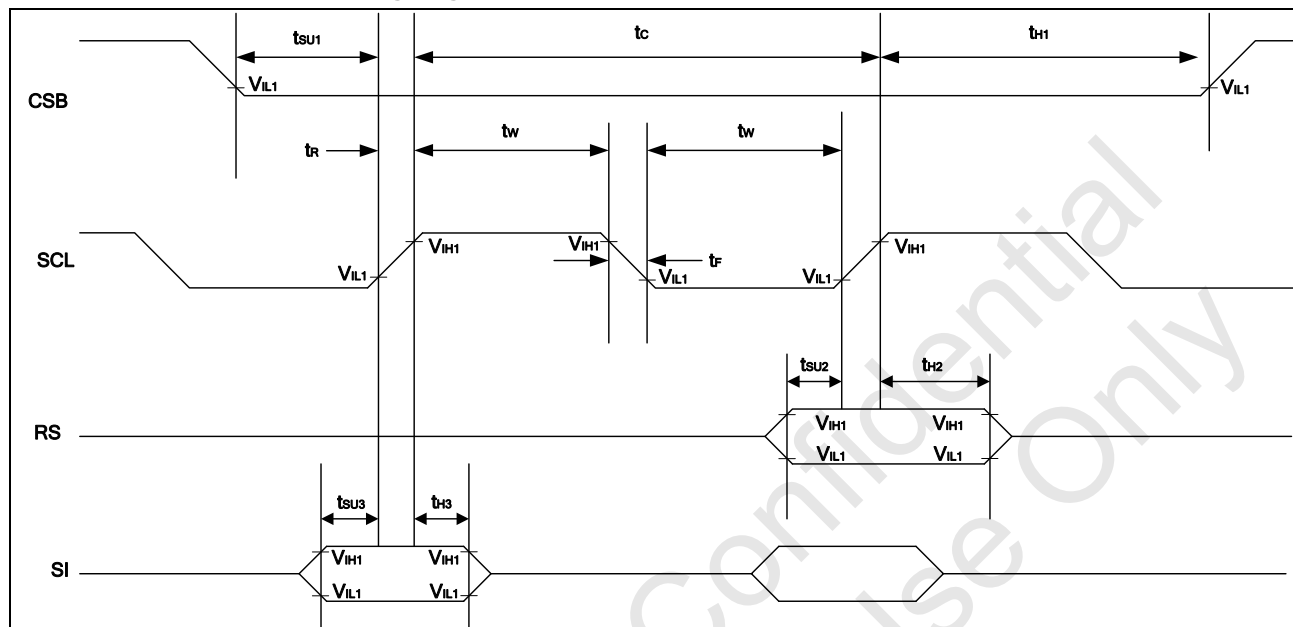 tSU1
tC
tH1
CSB
VIL1
VIL1
tR
tW
tW
SCL
VIL1
VIH1
VIH1
tF
VIL1
VIL1
VIH1
tSU2
tH2
RS
VIH1
VIH1
VIL1
VIL1
tSU3
tH3
SI
VIH1
VIH1
VIL1
VIL1
Confidential
Use Only